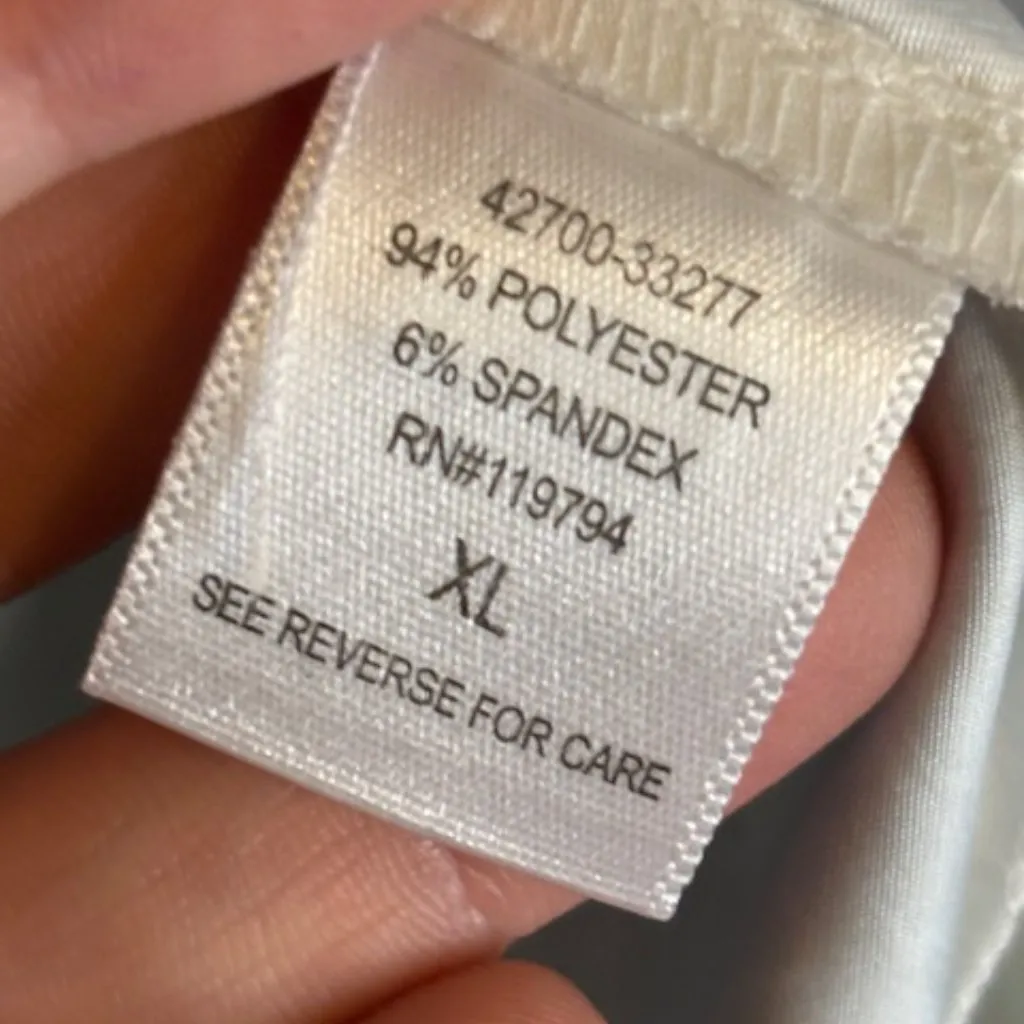 42700-33277
94% POLYESTER
6% SPANDEX
RN#119794
XL
SEE REVERSE FOR CARE